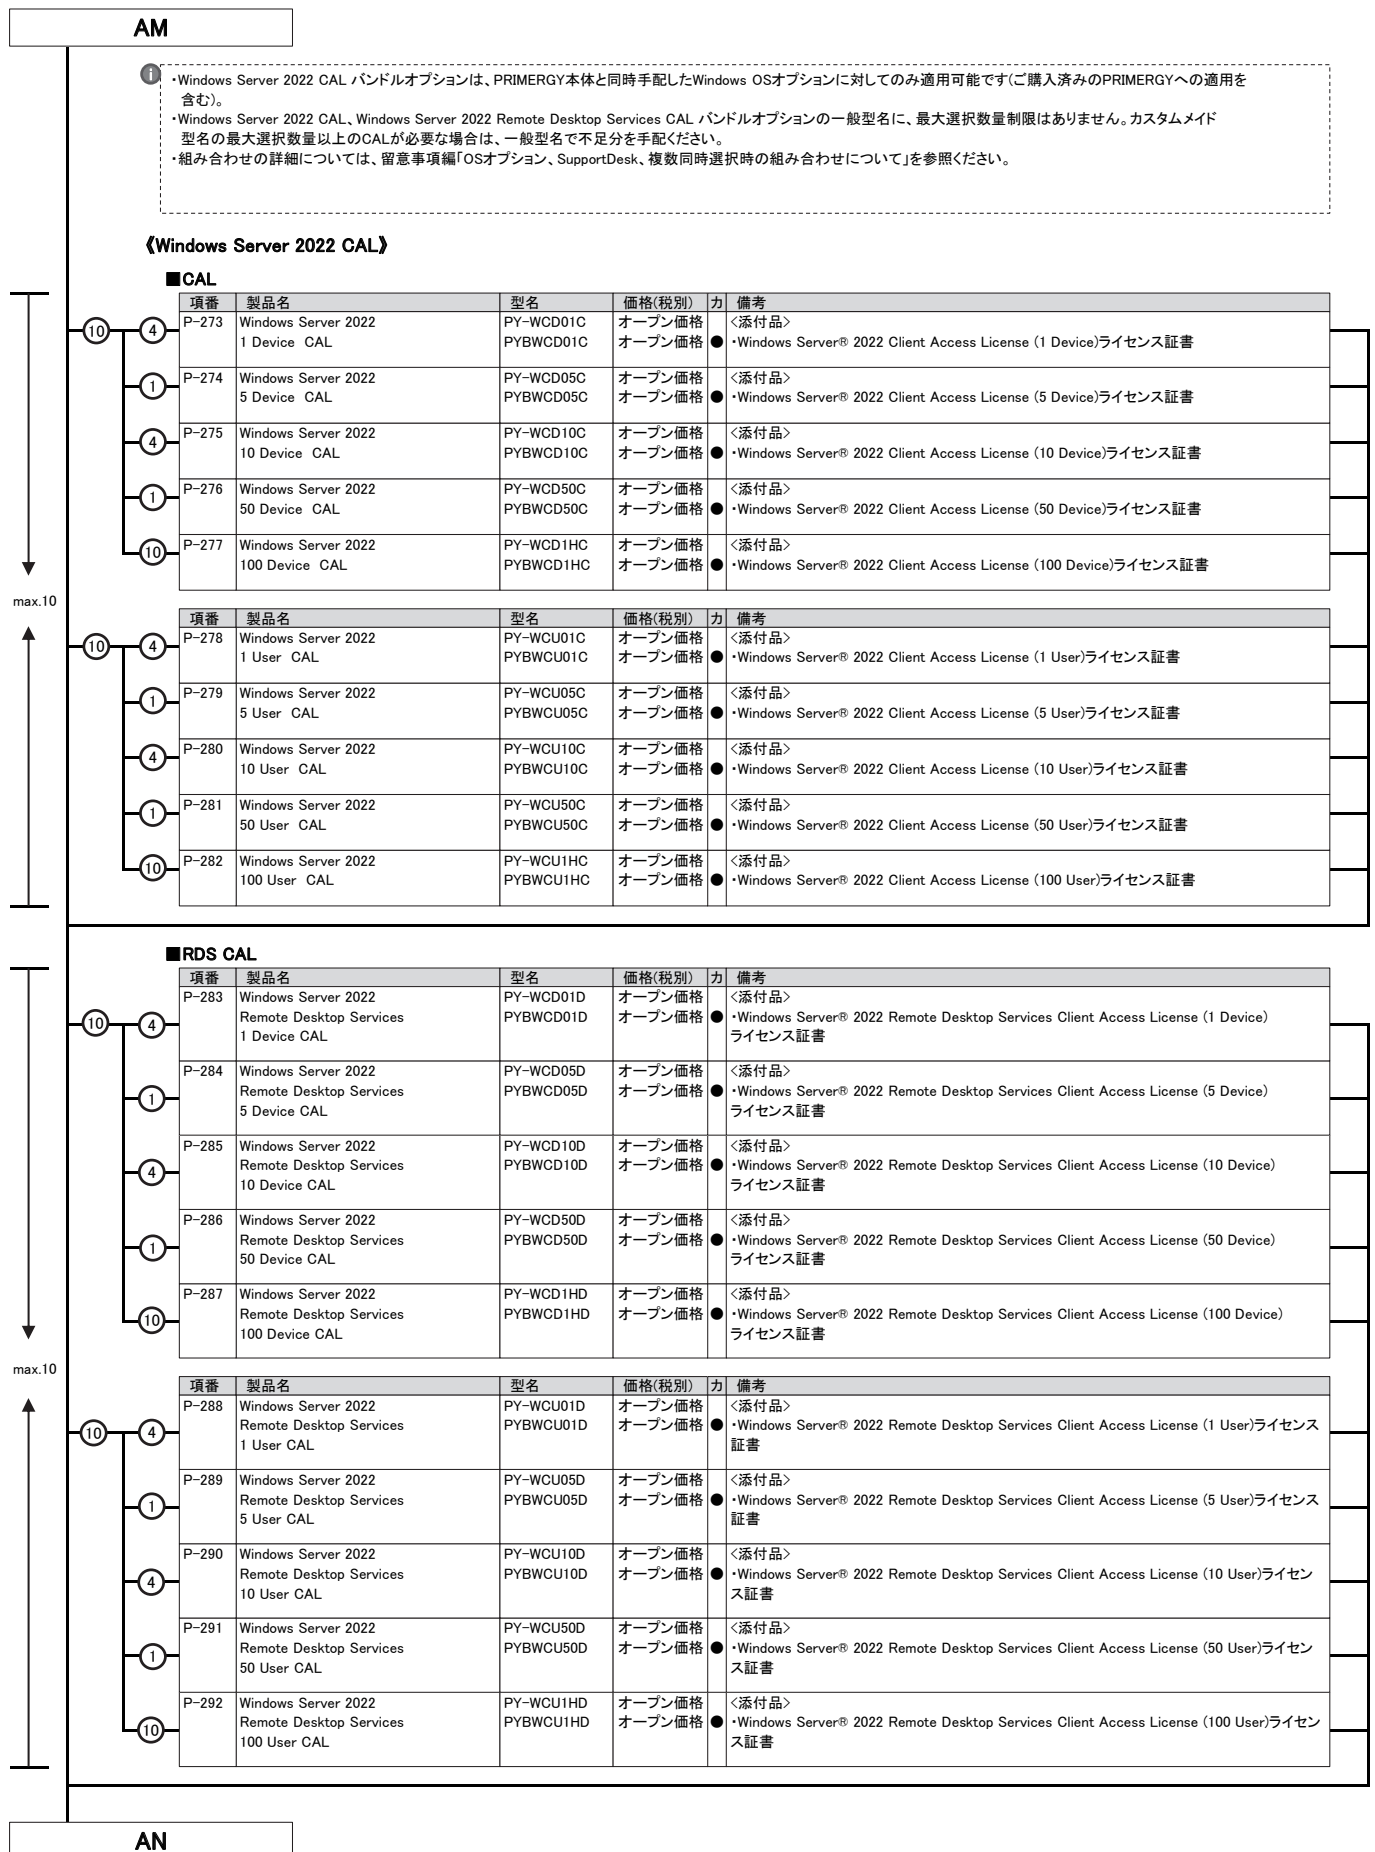 AM
・Windows Server 2022 CAL バンドルオプションは、PRIMERGY本体と同時手配したWindows OSオプションに対してのみ適用可能です(ご購入済みのPRIMERGYへの適用を
含む)。
・Windows Server 2022 CAL、Windows Server 2022 Remote Desktop Services CAL バンドルオプションの一般型名に、最大選択数量制限はありません。カスタムメイド
型名の最大選択数量以上のCALが必要な場合は、一般型名で不足分を手配ください。
・組み合わせの詳細については、留意事項編「OSオプション、SupportDesk、複数同時選択時の組み合わせについて」を参照ください。
《Windows Server 2022 CAL》
■CAL
項番 製品名 型名 価格(税別) カ 備考
P-273 Windows Server 2022 PY-WCD01C オープン価格 <添付品>
10 4 1 Device CAL PYBWCD01C オープン価格 ● ・Windows Server® 2022 Client Access License (1 Device)ライセンス証書
P-274 Windows Server 2022 PY-WCD05C オープン価格 <添付品>
1 5 Device CAL PYBWCD05C オープン価格 ● ・Windows Server® 2022 Client Access License (5 Device)ライセンス証書
P-275 Windows Server 2022 PY-WCD10C オープン価格 <添付品>
4 10 Device CAL PYBWCD10C オープン価格 ● ・Windows Server® 2022 Client Access License (10 Device)ライセンス証書
P-276 Windows Server 2022 PY-WCD50C オープン価格 <添付品>
1 50 Device CAL PYBWCD50C オープン価格 ● ・Windows Server® 2022 Client Access License (50 Device)ライセンス証書
P-277 Windows Server 2022 PY-WCD1HC オープン価格 <添付品>
10 100 Device CAL PYBWCD1HC オープン価格 ● ・Windows Server® 2022 Client Access License (100 Device)ライセンス証書
max.10
項番 製品名 型名 価格(税別) カ 備考
P-278 Windows Server 2022 PY-WCU01C オープン価格 <添付品>
10 4 1 User CAL PYBWCU01C オープン価格 ● ・Windows Server® 2022 Client Access License (1 User)ライセンス証書
P-279 Windows Server 2022 PY-WCU05C オープン価格 <添付品>
1 5 User CAL PYBWCU05C オープン価格 ● ・Windows Server® 2022 Client Access License (5 User)ライセンス証書
P-280 Windows Server 2022 PY-WCU10C オープン価格 <添付品>
4 10 User CAL PYBWCU10C オープン価格 ● ・Windows Server® 2022 Client Access License (10 User)ライセンス証書
P-281 Windows Server 2022 PY-WCU50C オープン価格 <添付品>
1 50 User CAL PYBWCU50C オープン価格 ● ・Windows Server® 2022 Client Access License (50 User)ライセンス証書
P-282 Windows Server 2022 PY-WCU1HC オープン価格 <添付品>
10 100 User CAL PYBWCU1HC オープン価格 ● ・Windows Server® 2022 Client Access License (100 User)ライセンス証書
■RDS CAL
項番 製品名 型名 価格(税別) カ 備考
P-283 Windows Server 2022 PY-WCD01D オープン価格 <添付品>
10 4 Remote Desktop Services PYBWCD01D オープン価格 ● ・Windows Server® 2022 Remote Desktop Services Client Access License (1 Device)
1 Device CAL ライセンス証書
P-284 Windows Server 2022 PY-WCD05D オープン価格 <添付品>
1 Remote Desktop Services PYBWCD05D オープン価格 ● ・Windows Server® 2022 Remote Desktop Services Client Access License (5 Device)
5 Device CAL ライセンス証書
P-285 Windows Server 2022 PY-WCD10D オープン価格 <添付品>
4 Remote Desktop Services PYBWCD10D オープン価格 ● ・Windows Server® 2022 Remote Desktop Services Client Access License (10 Device)
10 Device CAL ライセンス証書
P-286 Windows Server 2022 PY-WCD50D オープン価格 <添付品>
1 Remote Desktop Services PYBWCD50D オープン価格 ● ・Windows Server® 2022 Remote Desktop Services Client Access License (50 Device)
50 Device CAL ライセンス証書
P-287 Windows Server 2022 PY-WCD1HD オープン価格 <添付品>
10 Remote Desktop Services PYBWCD1HD オープン価格 ● ・Windows Server® 2022 Remote Desktop Services Client Access License (100 Device)
100 Device CAL ライセンス証書
max.10
項番 製品名 型名 価格(税別) カ 備考
P-288 Windows Server 2022 PY-WCU01D オープン価格 <添付品>
10 4 Remote Desktop Services PYBWCU01D オープン価格 ● ・Windows Server® 2022 Remote Desktop Services Client Access License (1 User)ライセンス
1 User CAL 証書
P-289 Windows Server 2022 PY-WCU05D オープン価格 <添付品>
1 Remote Desktop Services PYBWCU05D オープン価格 ● ・Windows Server® 2022 Remote Desktop Services Client Access License (5 User)ライセンス
5 User CAL 証書
P-290 Windows Server 2022 PY-WCU10D オープン価格 <添付品>
4 Remote Desktop Services PYBWCU10D オープン価格 ● ・Windows Server® 2022 Remote Desktop Services Client Access License (10 User)ライセン
10 User CAL ス証書
P-291 Windows Server 2022 PY-WCU50D オープン価格 <添付品>
1 Remote Desktop Services PYBWCU50D オープン価格 ● ・Windows Server® 2022 Remote Desktop Services Client Access License (50 User)ライセン
50 User CAL ス証書
P-292 Windows Server 2022 PY-WCU1HD オープン価格 <添付品>
10 Remote Desktop Services PYBWCU1HD オープン価格 ● ・Windows Server® 2022 Remote Desktop Services Client Access License (100 User)ライセン
100 User CAL ス証書
AN